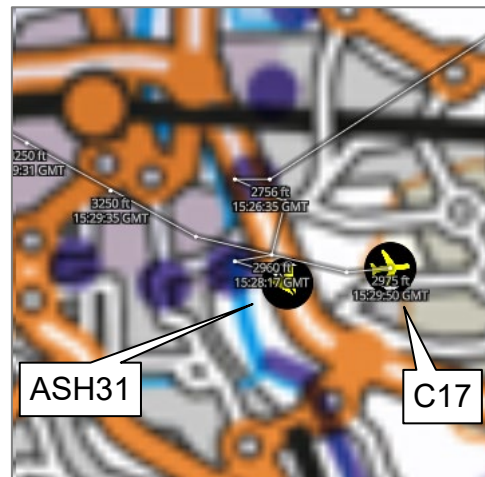 2756 ft
15:26:35 GMT
250 ft
9:31 GMT
3250 ft
15:29:35 GMT
2960 ft
15:28:17 GMT
2975 ft
15:29:50 GMT
ASH31
C17